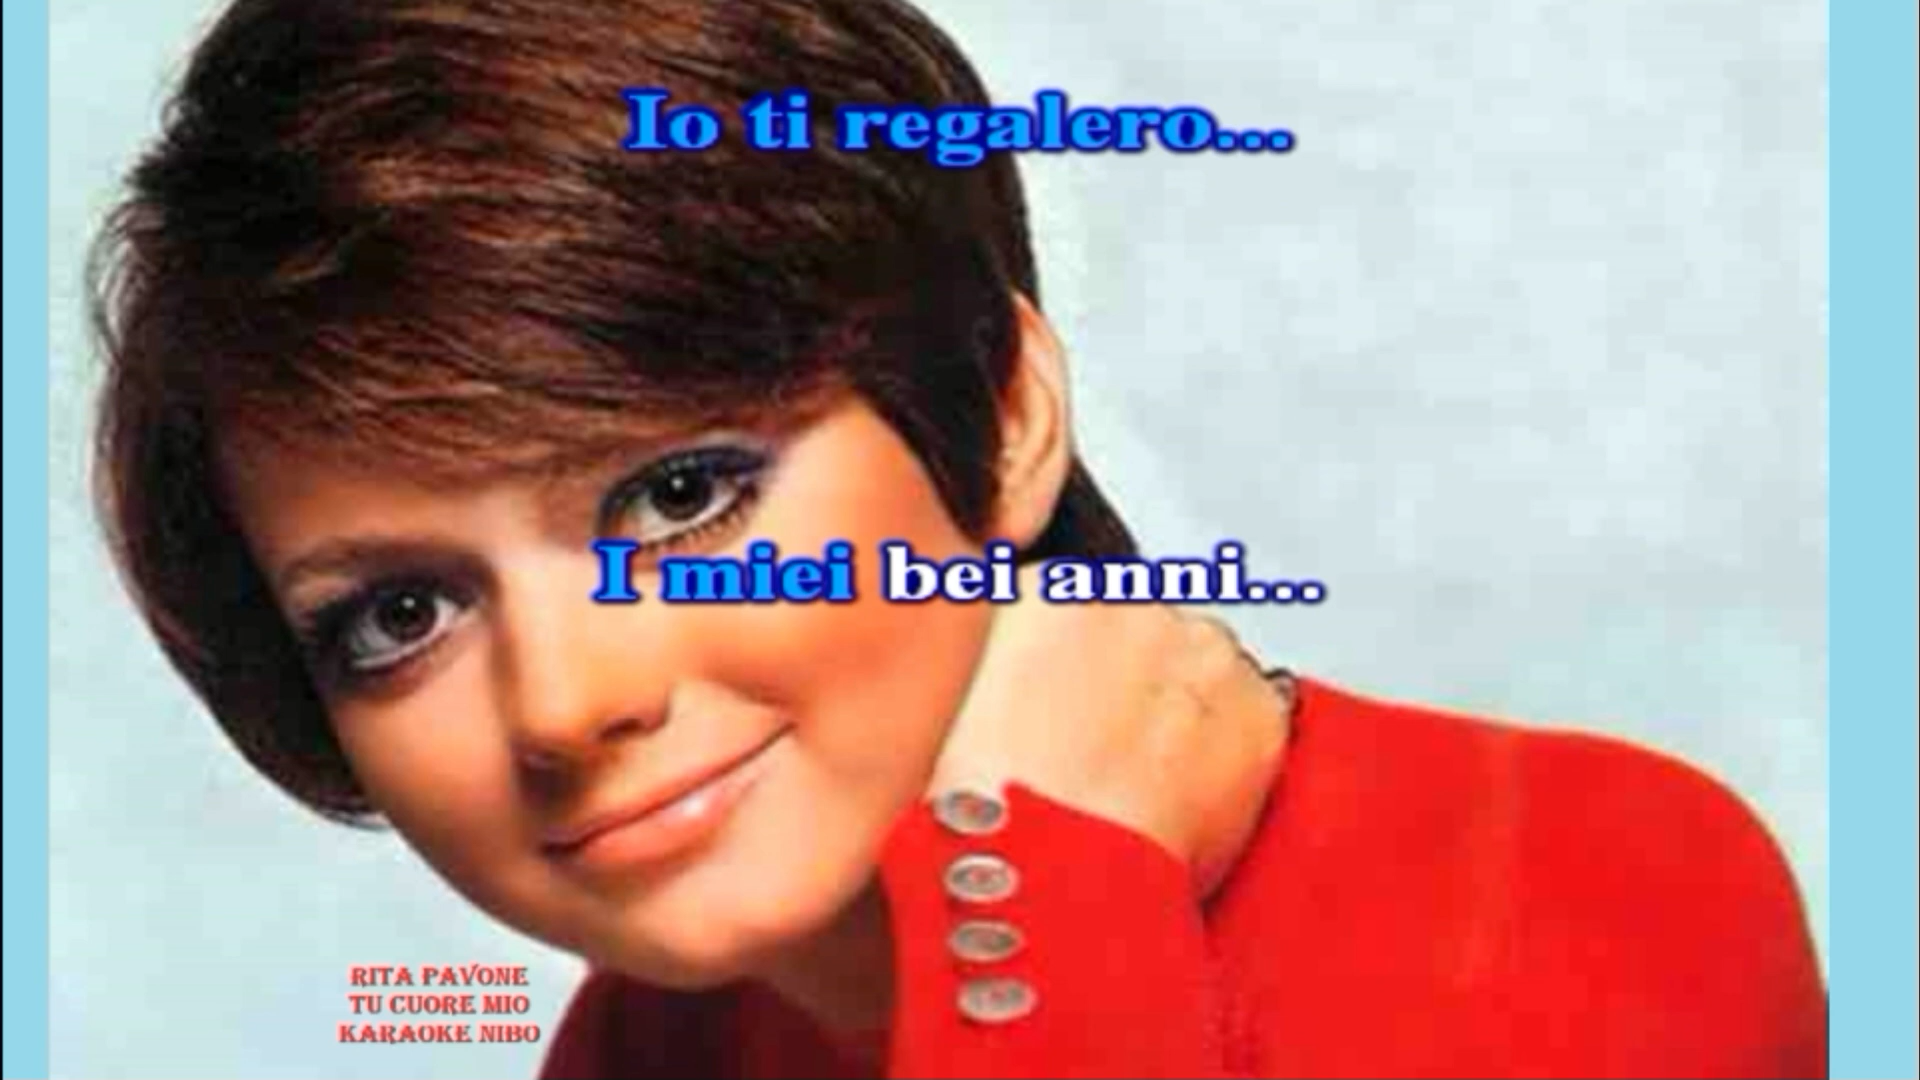 Io ti regalero...
I miei bei anni...
RITA PAVONE
TU CUORE MIO
KARAOKE NIBO